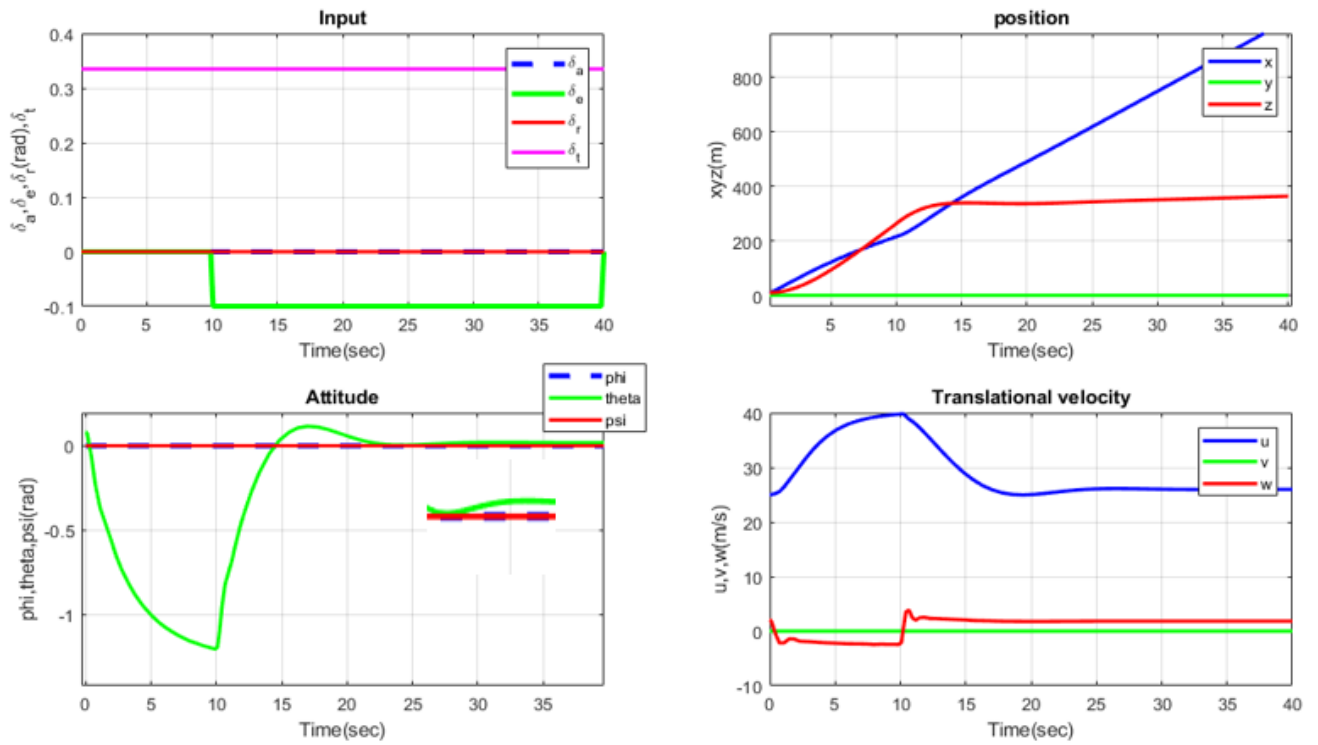 Input
0.4
0.3
0.2
0.1
0
-0.1
δa,δe,δr(rad),δt
δa
δe
δr
δt
0 5 10 15 20 25 30 35 40
Time(sec)
position
800
600
400
200
0
xyz(m)
x
y
z
5 10 15 20 25 30 35 40
Time(sec)
Attitude
0
-0.5
-1
phi,theta,psi(rad)
phi
theta
psi
0 5 10 15 20 25 30 35
Time(sec)
Translational velocity
40
30
20
10
0
-10
u,v,w(m/s)
u
v
w
0 5 10 15 20 25 30 35 40
Time(sec)